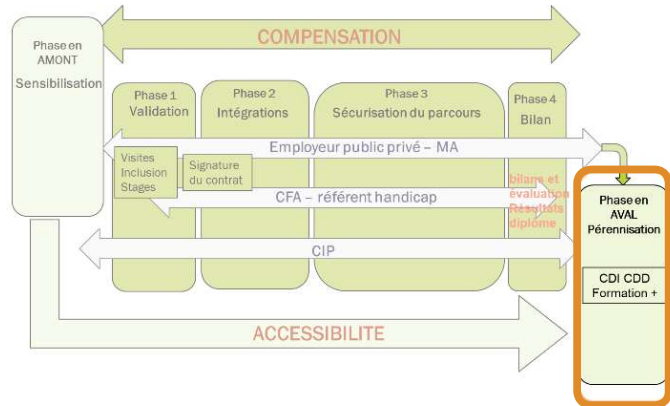 COMPENSATION
Phase en
AMONT
Sensibilisation
Phase 1
Validation
Phase 2
Intégrations
Phase 3
Sécurisation du parcours
Phase 4
Bilan
Employeur public privé – MA
Visites
Inclusion
Stages
Signature
du contrat
CFA – référent handicap
bilans et
évaluation
Résultats
diplôme
CIP
Phase en
AVAL
Pérennisation
CDI CDD
Formation +
ACCESSIBILITE